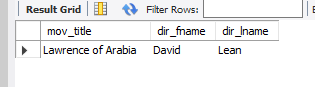 Result Grid Filter Rows:
mov_title dir_fname dir_lname
Lawrence of Arabia David Lean